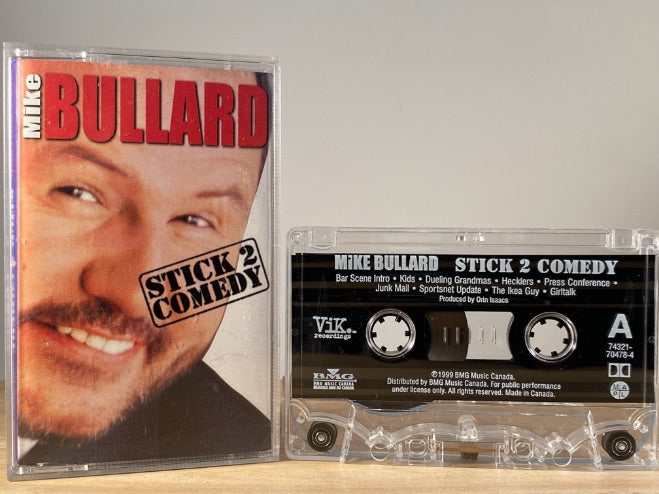 Mike
BULLARD
STICK 2
COMEDY
MiKE BULLARD STICK 2 COMEDY
Bar Scene Intro • Kids • Dueling Grandmas • Hecklers • Press Conference •
Junk Mail • Sportsnet Update • The Ikea Guy • Girltalk
Produced by Orin Isaacs
ViK.
recordings
A
74321-
70478-4
BMG
BMG MUSIC CANADA
℗1999 BMG Music Canada.
Distributed by BMG Music Canada. For public performance
under license only. All rights reserved. Made in Canada.